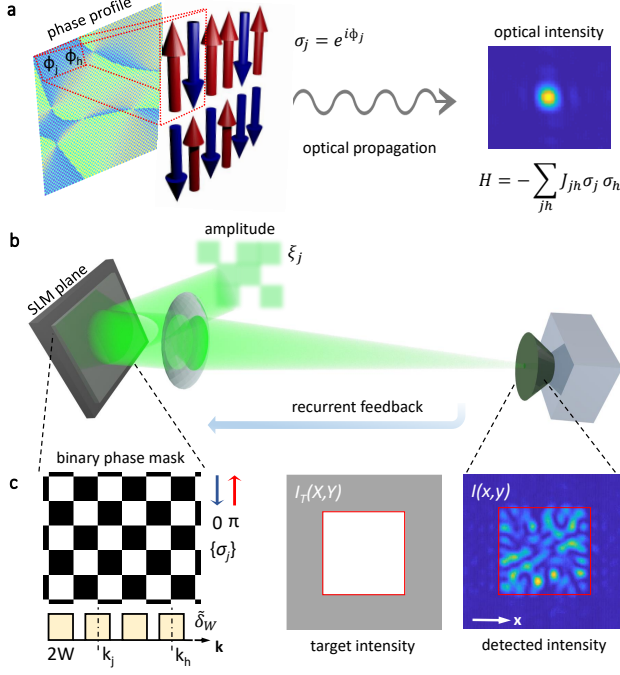 a
phase profile
ϕj ϕh
σj = e^iϕj
optical propagation
optical intensity
H = − ∑jh Jjh σj σh
b
SLM plane
amplitude
ξj
recurrent feedback
c
binary phase mask
0 π
{σj}
δ̃W
2W kj kh k
IT(X,Y)
target intensity
I(x,y)
x
detected intensity